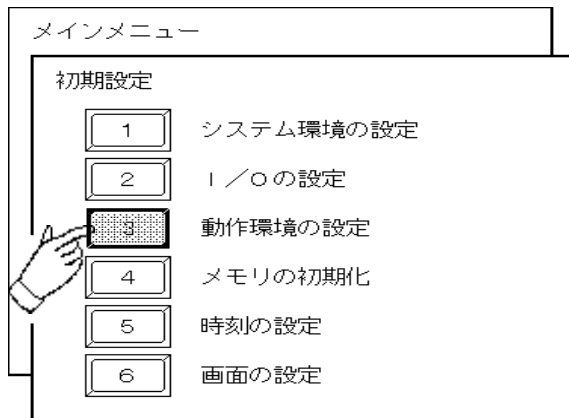 メインメニュー
初期設定
1 システム環境の設定
2 I/Oの設定
3 動作環境の設定
4 メモリの初期化
5 時刻の設定
6 画面の設定